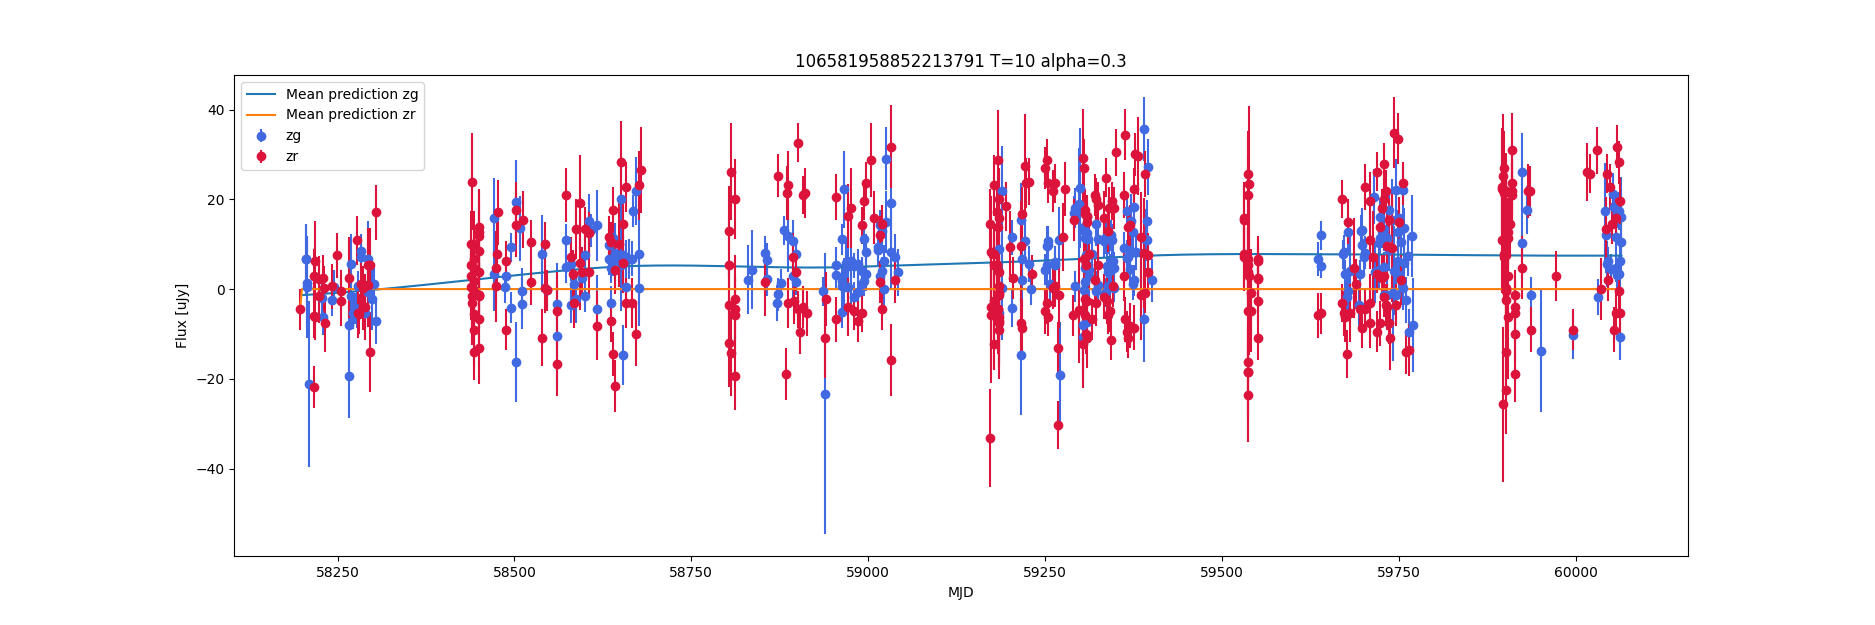 106581958852213791 T=10 alpha=0.3
Mean prediction zg
Mean prediction zr
zg
zr
Flux [uJy]
40
20
0
−20
−40
58250 58500 58750 59000 59250 59500 59750 60000
MJD